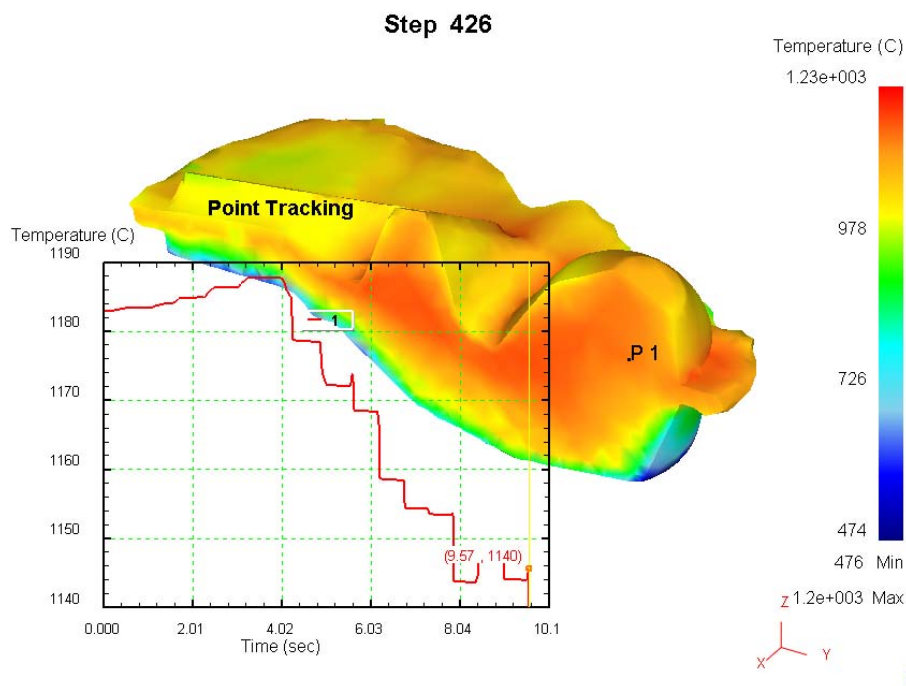 Step 426
Temperature (C)
1.23e+003
978
726
474
476 Min
1.2e+003 Max
Point Tracking
Temperature (C)
1190
1180
1170
1160
1150
1140
1
P 1
(9.57 , 1140)
0.000 2.01 4.02 6.03 8.04 10.1
Time (sec)
Z
X Y